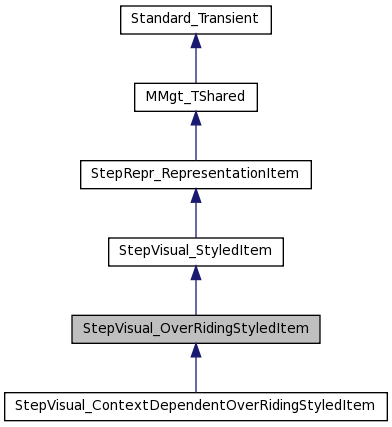 Standard_Transient
MMgt_TShared
StepRepr_RepresentationItem
StepVisual_StyledItem
StepVisual_OverRidingStyledItem
StepVisual_ContextDependentOverRidingStyledItem